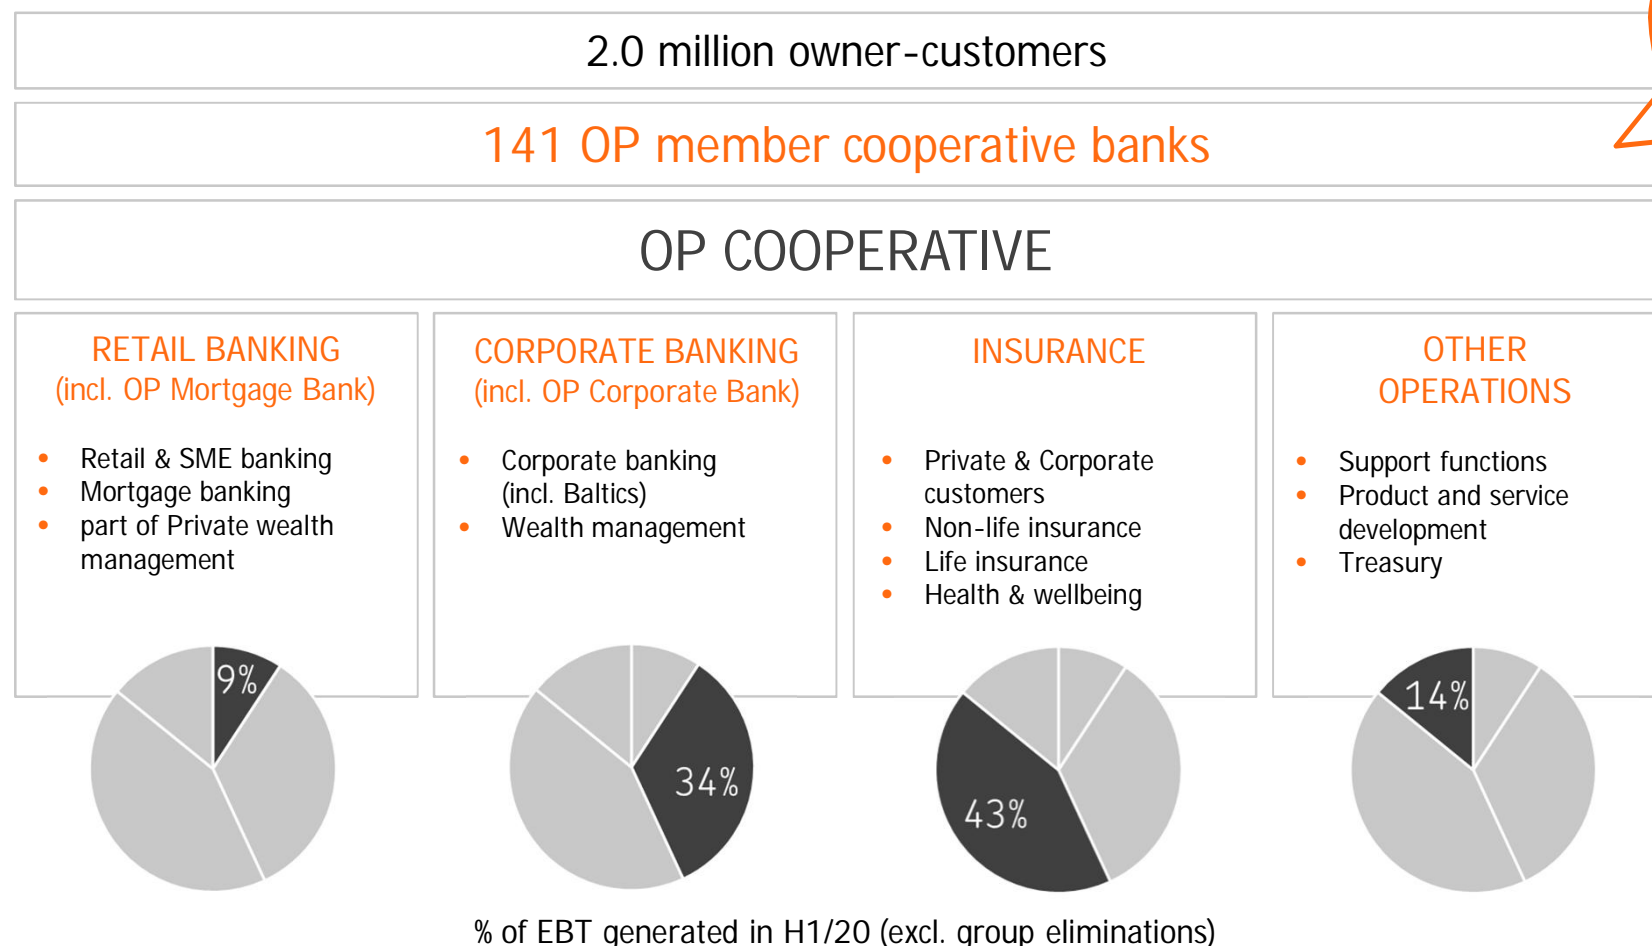 2.0 million owner-customers
141 OP member cooperative banks
OP COOPERATIVE
RETAIL BANKING
(incl. OP Mortgage Bank)
• Retail & SME banking
• Mortgage banking
• part of Private wealth
management
9%
CORPORATE BANKING
(incl. OP Corporate Bank)
• Corporate banking
(incl. Baltics)
• Wealth management
34%
INSURANCE
• Private & Corporate
customers
• Non-life insurance
• Life insurance
• Health & wellbeing
43%
OTHER
OPERATIONS
• Support functions
• Product and service
development
• Treasury
14%
% of EBT generated in H1/20 (excl. group eliminations)